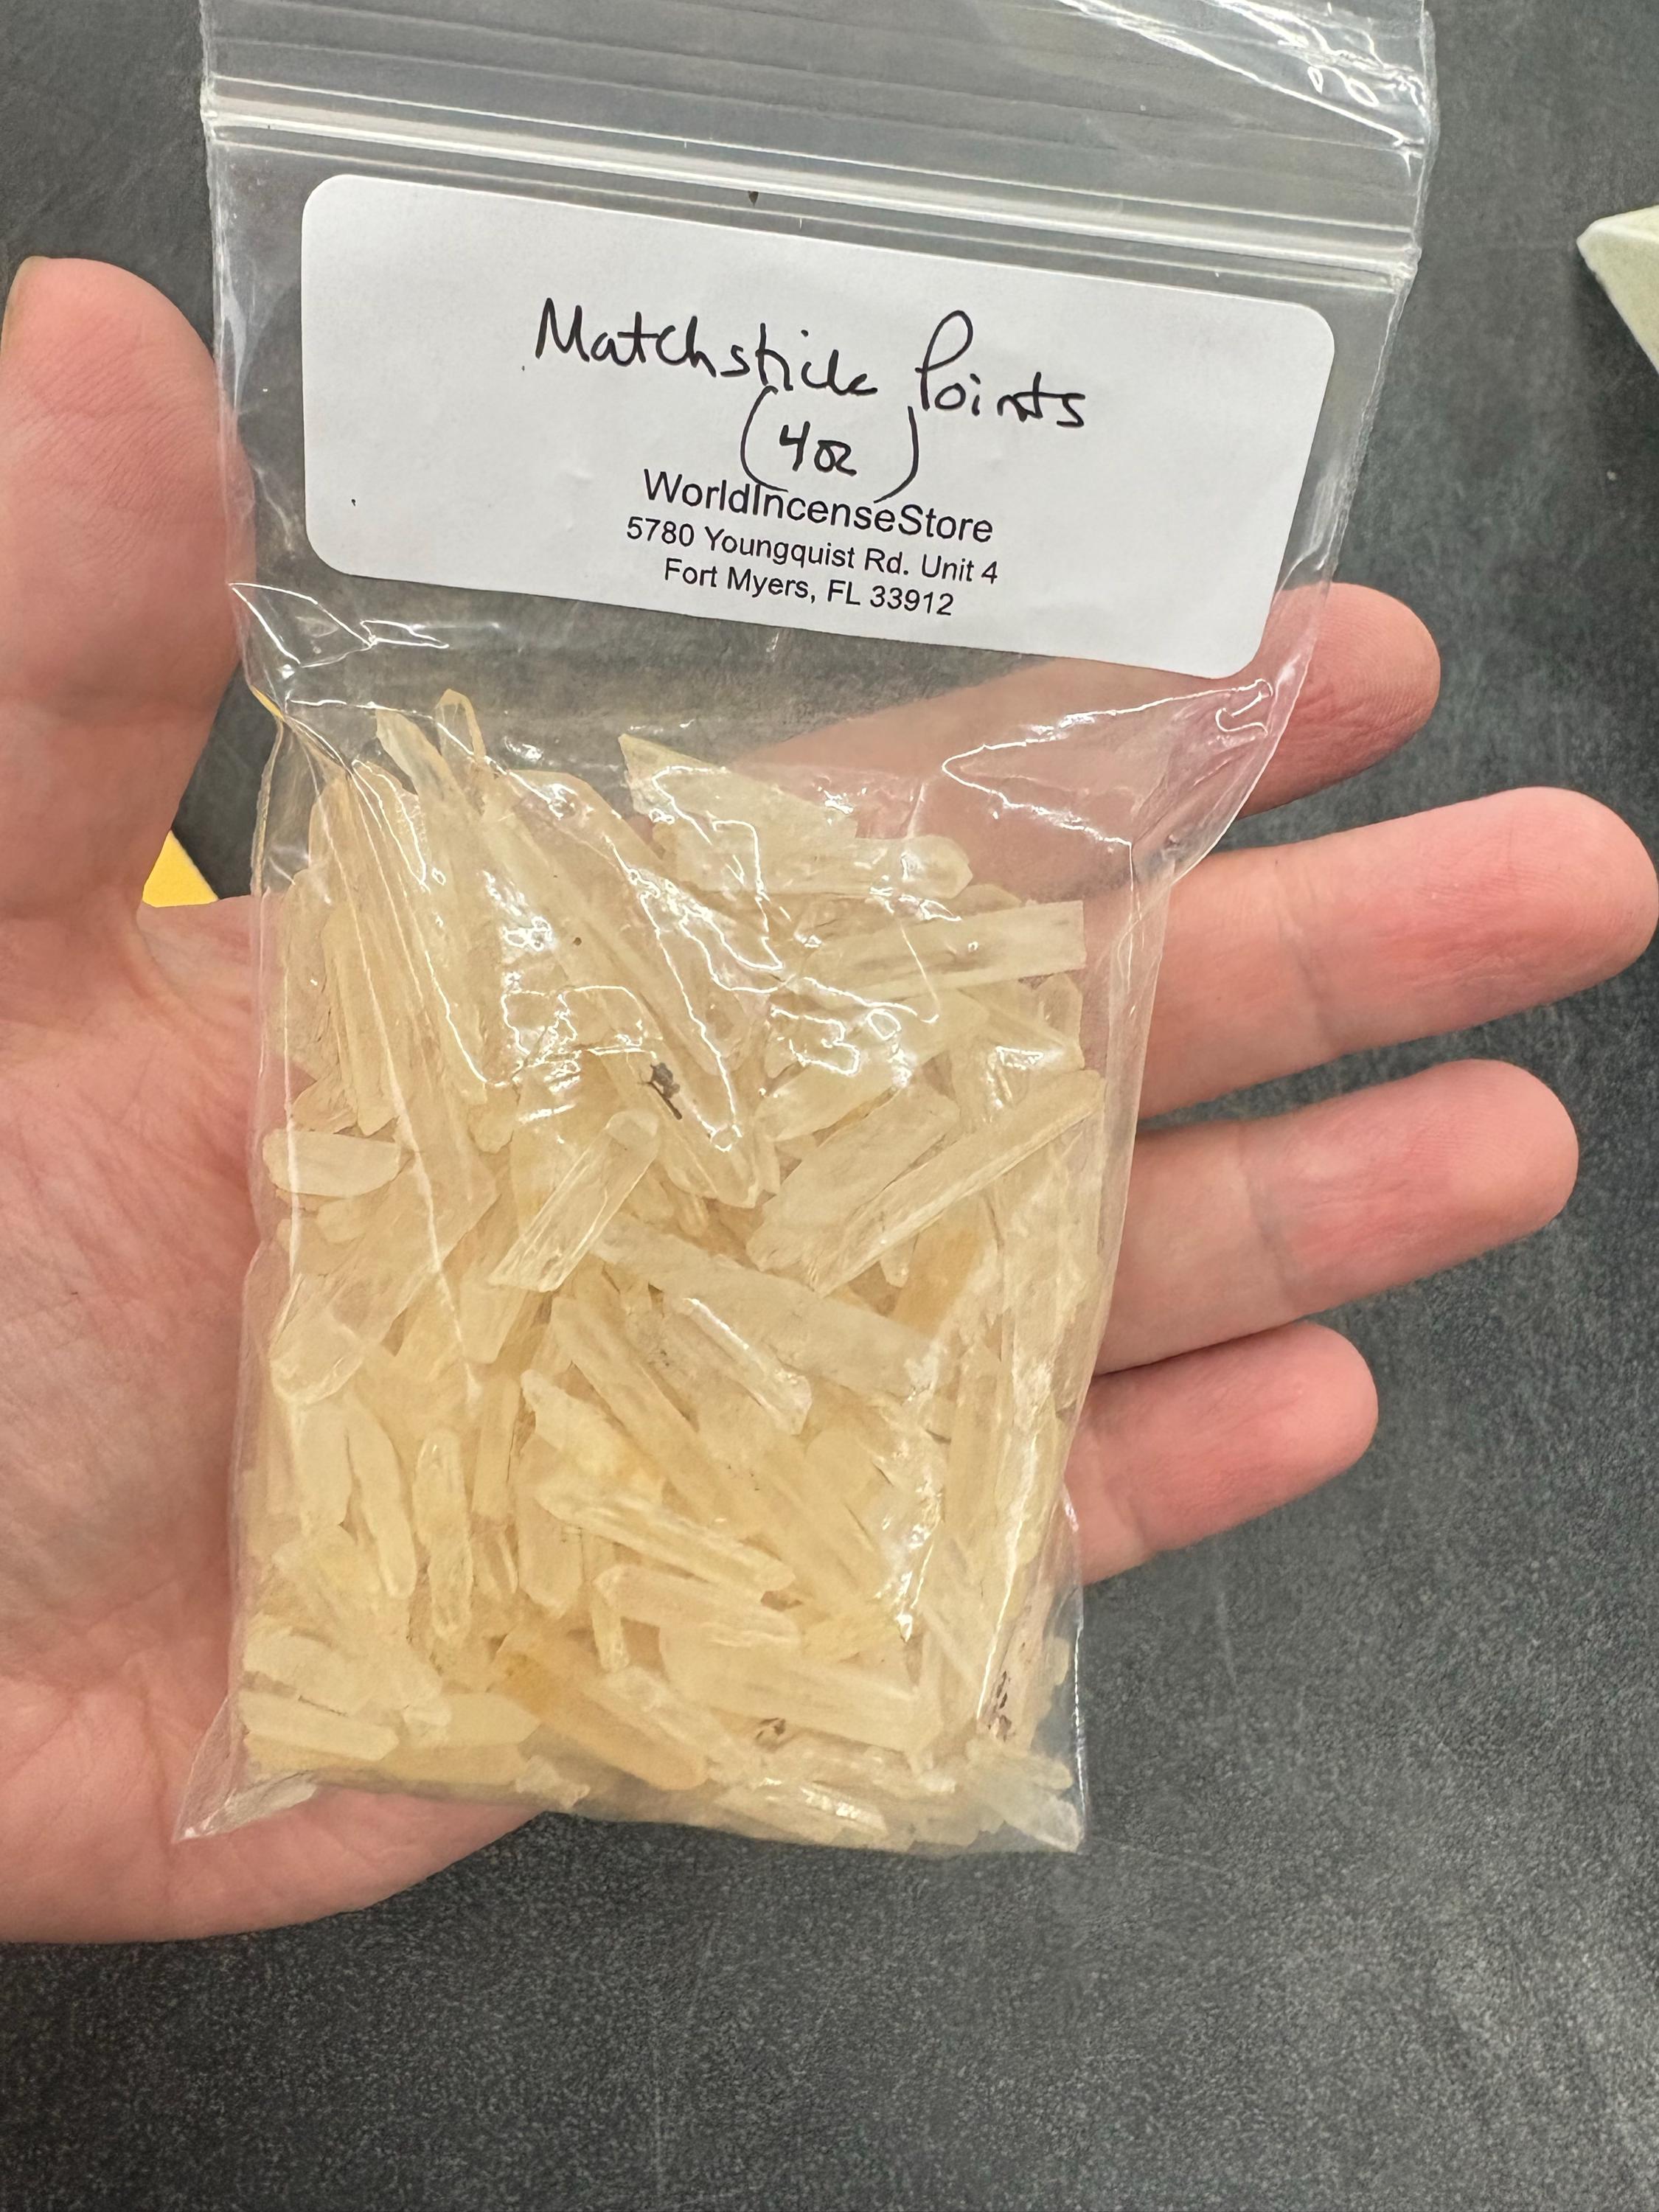 Matchstick Points
(4oz)
WorldIncenseStore
5780 Youngquist Rd. Unit 4
Fort Myers, FL 33912